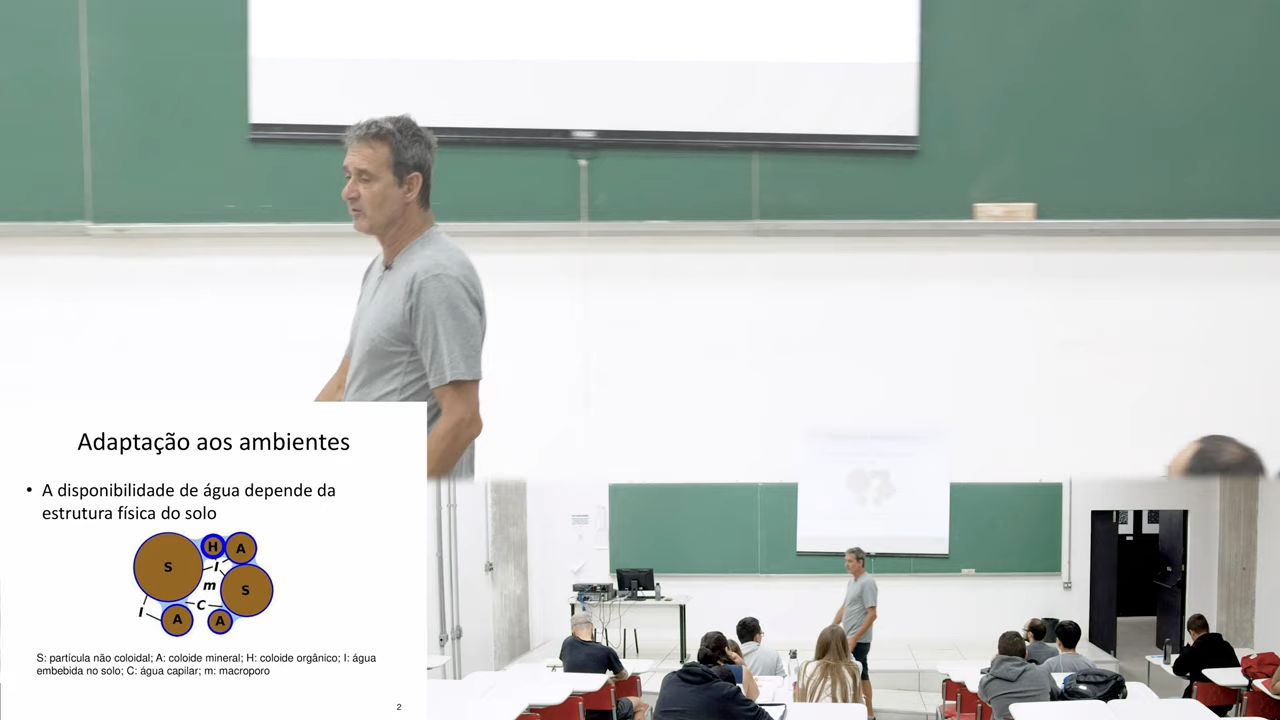 Adaptação aos ambientes
• A disponibilidade de água depende da
estrutura física do solo
H
A
S
I
m
S
I
C
A
A
S: partícula não coloidal; A: coloide mineral; H: coloide orgânico; I: água
embebida no solo; C: água capilar; m: macroporo
2